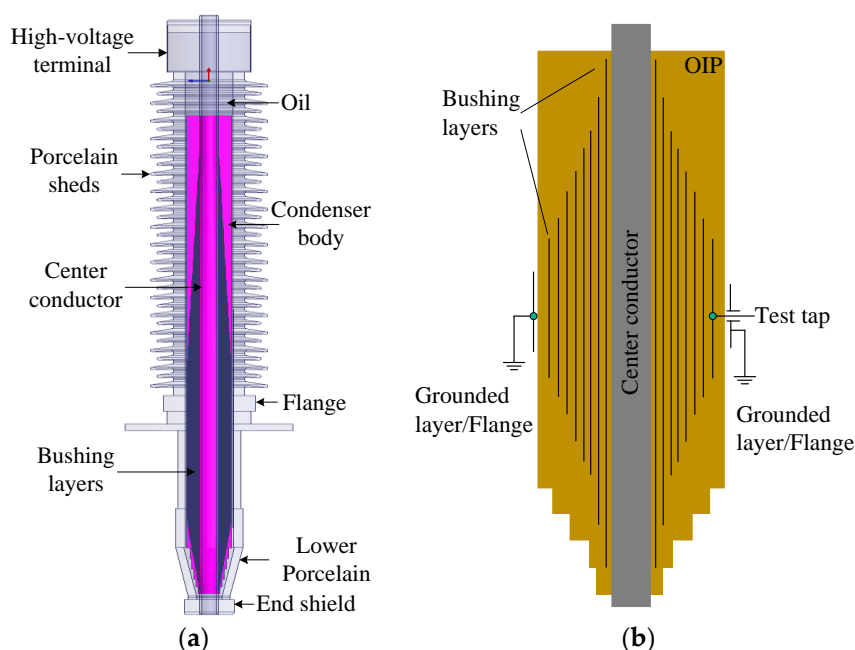 High-voltage
terminal
Oil
Porcelain
sheds
Condenser
body
Center
conductor
Flange
Bushing
layers
Lower
Porcelain
End shield
(a)
OIP
Bushing
layers
Center conductor
Test tap
Grounded
layer/Flange
Grounded
layer/Flange
(b)